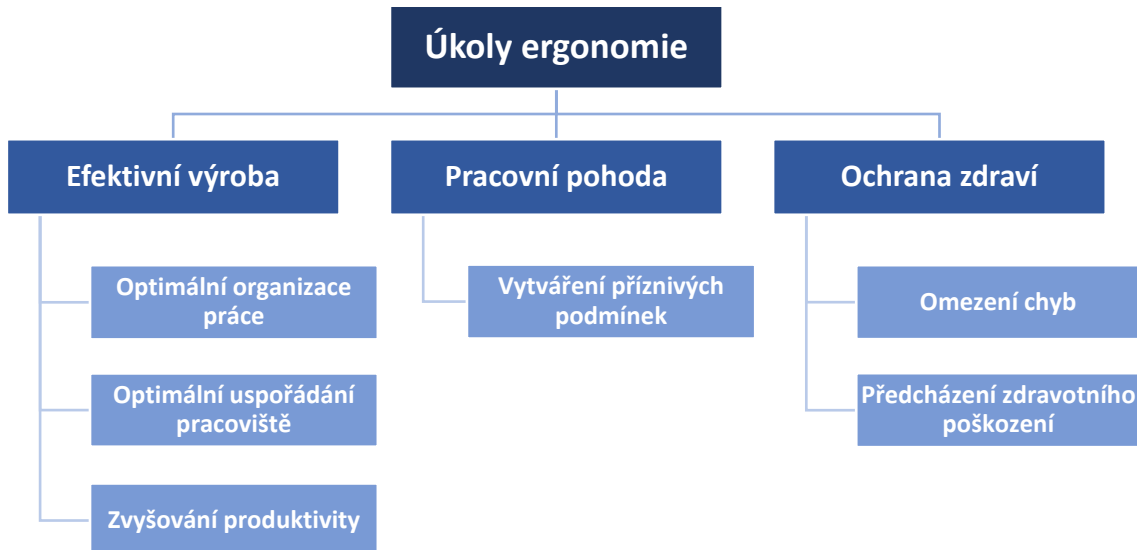 Úkoly ergonomie
Efektivní výroba
Pracovní pohoda
Ochrana zdraví
Optimální organizace
práce
Optimální uspořádání
pracoviště
Zvyšování produktivity
Vytváření příznivých
podmínek
Omezení chyb
Předcházení zdravotního
poškození